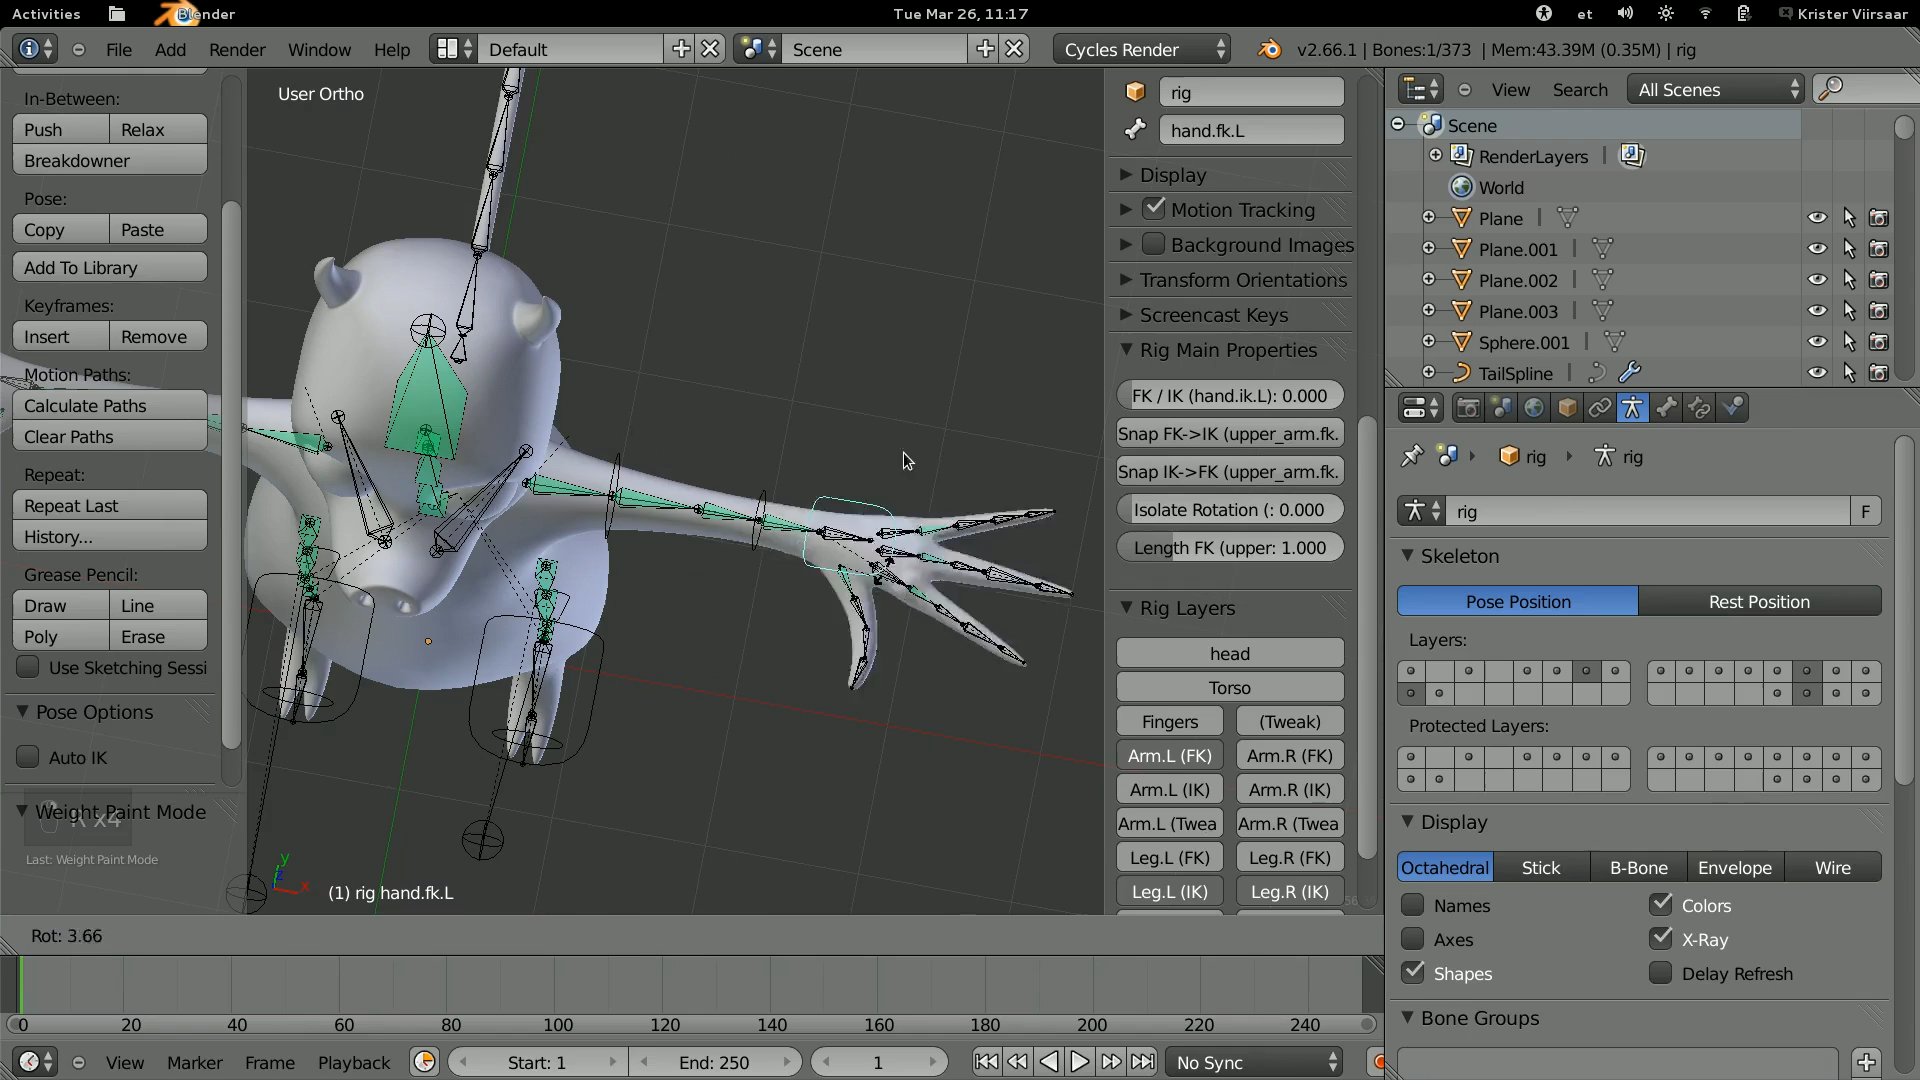 Activities Blender Tue Mar 26, 11:17 et Krister Viirsaar
File Add Render Window Help Default Scene Cycles Render v2.66.1 | Bones:1/373 | Mem:43.39M (0.35M) | rig
In-Between:
Push Relax
Breakdowner
Pose:
Copy Paste
Add To Library
Keyframes:
Insert Remove
Motion Paths:
Calculate Paths
Clear Paths
Repeat:
Repeat Last
History...
Grease Pencil:
Draw Line
Poly Erase
Use Sketching Sessi
Pose Options
Auto IK
Weight Paint Mode
R x4
Last: Weight Paint Mode
User Ortho
y
z
x
(1) rig hand.fk.L
rig
hand.fk.L
Display
Motion Tracking
Background Images
Transform Orientations
Screencast Keys
Rig Main Properties
FK / IK (hand.ik.L): 0.000
Snap FK->IK (upper_arm.fk.
Snap IK->FK (upper_arm.fk.
Isolate Rotation (: 0.000
Length FK (upper: 1.000
Rig Layers
head
Torso
Fingers (Tweak)
Arm.L (FK) Arm.R (FK)
Arm.L (IK) Arm.R (IK)
Arm.L (Twea Arm.R (Twea
Leg.L (FK) Leg.R (FK)
Leg.L (IK) Leg.R (IK)
View Search All Scenes
Scene
RenderLayers |
World
Plane |
Plane.001 |
Plane.002 |
Plane.003 |
Sphere.001 |
TailSpline |
rig rig
rig F
Skeleton
Pose Position Rest Position
Layers:
Protected Layers:
Display
Octahedral Stick B-Bone Envelope Wire
Names Colors
Axes X-Ray
Shapes Delay Refresh
Bone Groups
Rot: 3.66
0 20 40 60 80 100 120 140 160 180 200 220 240
View Marker Frame Playback Start: 1 End: 250 1 No Sync